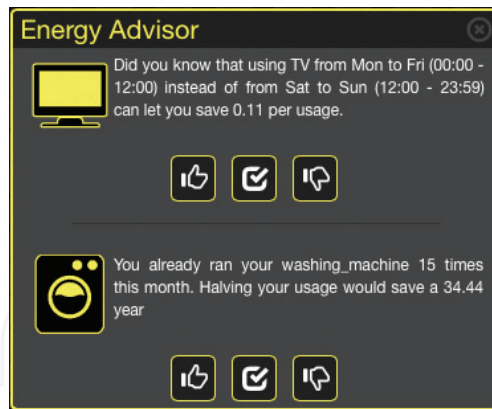 Energy Advisor
Did you know that using TV from Mon to Fri (00:00 -
12:00) instead of from Sat to Sun (12:00 - 23:59)
can let you save 0.11 per usage.
You already ran your washing_machine 15 times
this month. Halving your usage would save a 34.44
year